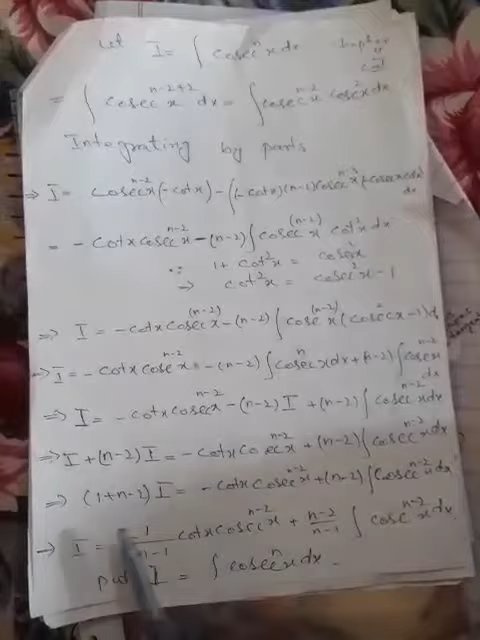 Let I = ∫ cosecⁿx dx
= ∫ cosecⁿ⁻²⁺²x dx = ∫ cosecⁿ⁻²x cosec²x dx
Integrating by parts
⇒ I = cosecⁿ⁻²x (-cotx) - ∫(-cotx)(n-2) cosecⁿ⁻³x (-cosecx cotx) dx
= -cotx cosecⁿ⁻²x - (n-2) ∫ cosec⁽ⁿ⁻²⁾x cot²x dx
∵ 1 + cot²x = cosec²x
⇒ cot²x = cosec²x - 1
⇒ I = -cotx cosec⁽ⁿ⁻²⁾x - (n-2) ∫ cosec⁽ⁿ⁻²⁾x (cosec²x - 1) dx
⇒ I = -cotx cosecⁿ⁻²x - (n-2) ∫ cosecⁿx dx + (n-2) ∫ cosecⁿ⁻²x dx
⇒ I = -cotx cosecⁿ⁻²x - (n-2) I + (n-2) ∫ cosecⁿ⁻²x dx
⇒ I + (n-2) I = -cotx cosecⁿ⁻²x + (n-2) ∫ cosecⁿ⁻²x dx
⇒ (1+n-2) I = -cotx cosecⁿ⁻²x + (n-2) ∫ cosecⁿ⁻²x dx
→ I = -1/n-1 cotx cosecⁿ⁻²x + n-2/n-1 ∫ cosecⁿ⁻²x dx
put I = ∫ cosecⁿx dx